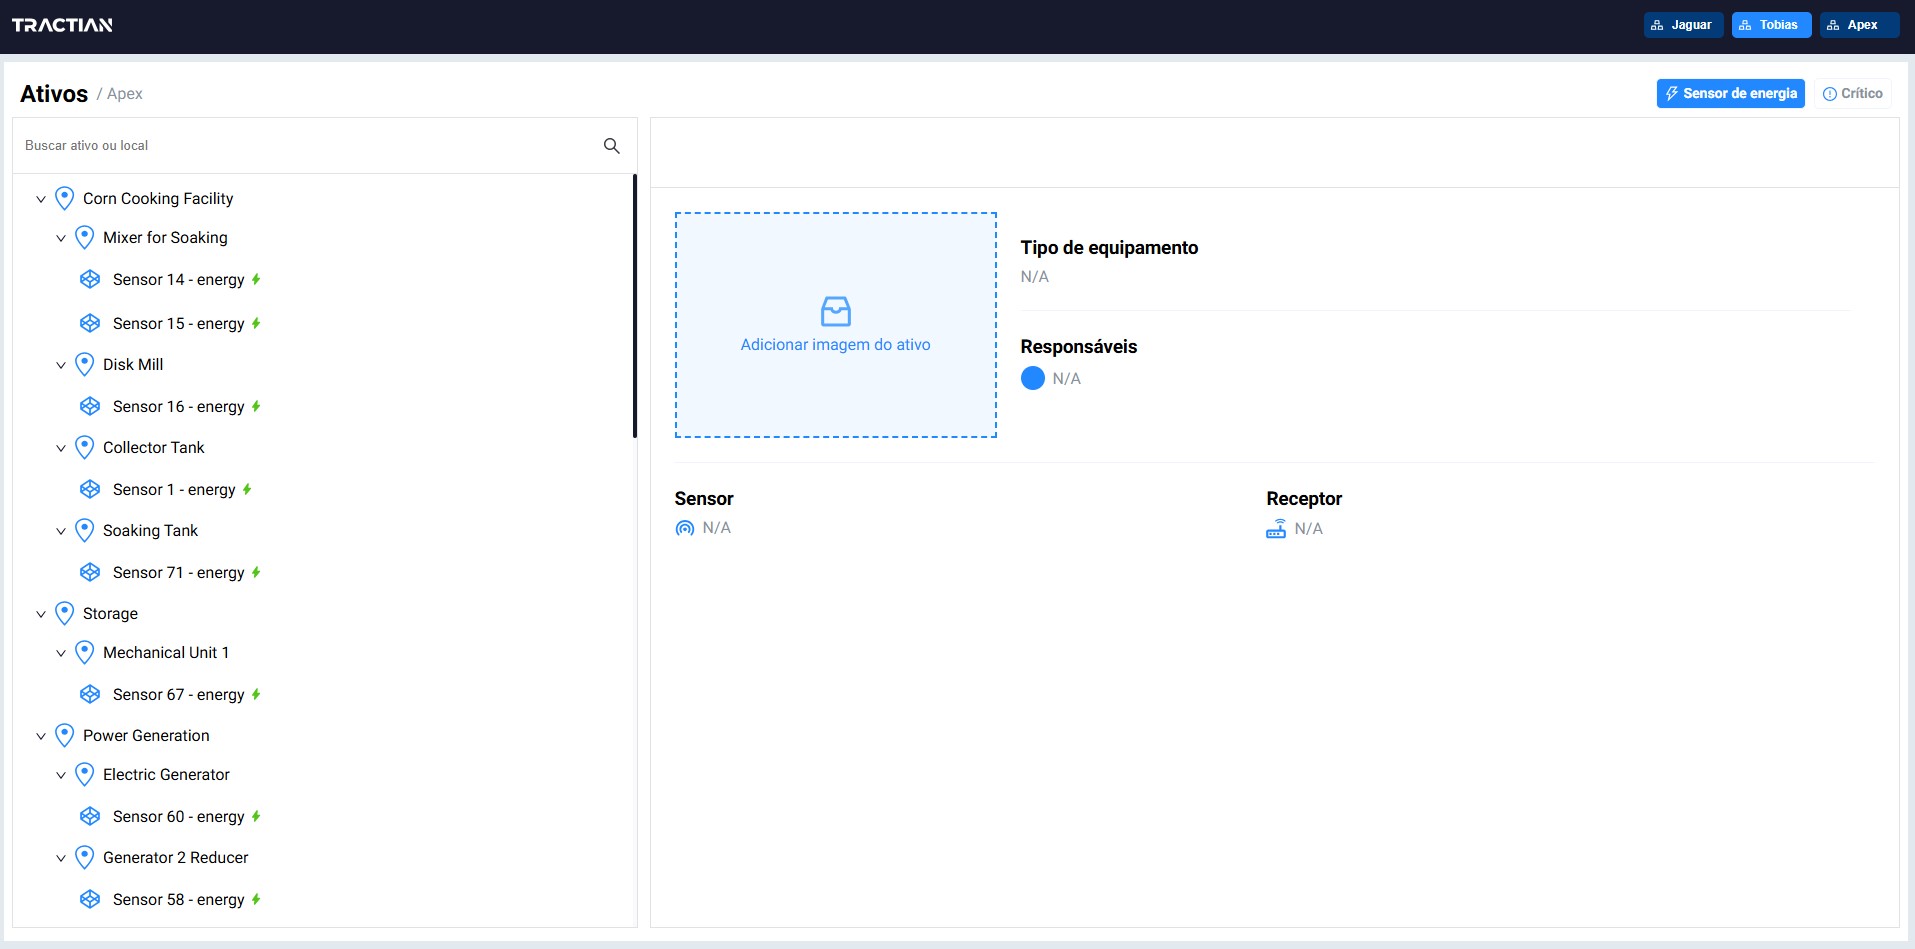 TRACTIAN
Jaguar
Tobias
Apex
Ativos / Apex
Sensor de energia
Crítico
Buscar ativo ou local
Corn Cooking Facility
Mixer for Soaking
Sensor 14 - energy
Sensor 15 - energy
Disk Mill
Sensor 16 - energy
Collector Tank
Sensor 1 - energy
Soaking Tank
Sensor 71 - energy
Storage
Mechanical Unit 1
Sensor 67 - energy
Power Generation
Electric Generator
Sensor 60 - energy
Generator 2 Reducer
Sensor 58 - energy
Adicionar imagem do ativo
Tipo de equipamento
N/A
Responsáveis
N/A
Sensor
N/A
Receptor
N/A